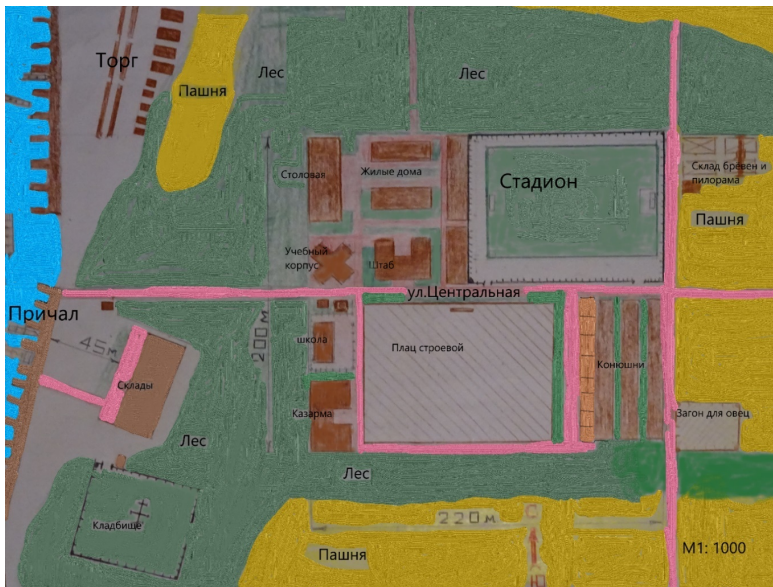 Торг
Лес
Лес
Пашня
Столовая
Жилые дома
Стадион
Склад бревен и
пилорама
Пашня
Учебный
корпус
Штаб
ул.Центральная
Причал
45м
200м
школа
Плац строевой
Конюшни
Склады
Казарма
Загон для овец
Лес
Лес
Кладбище
220м
С
Ю
Пашня
М1: 1000